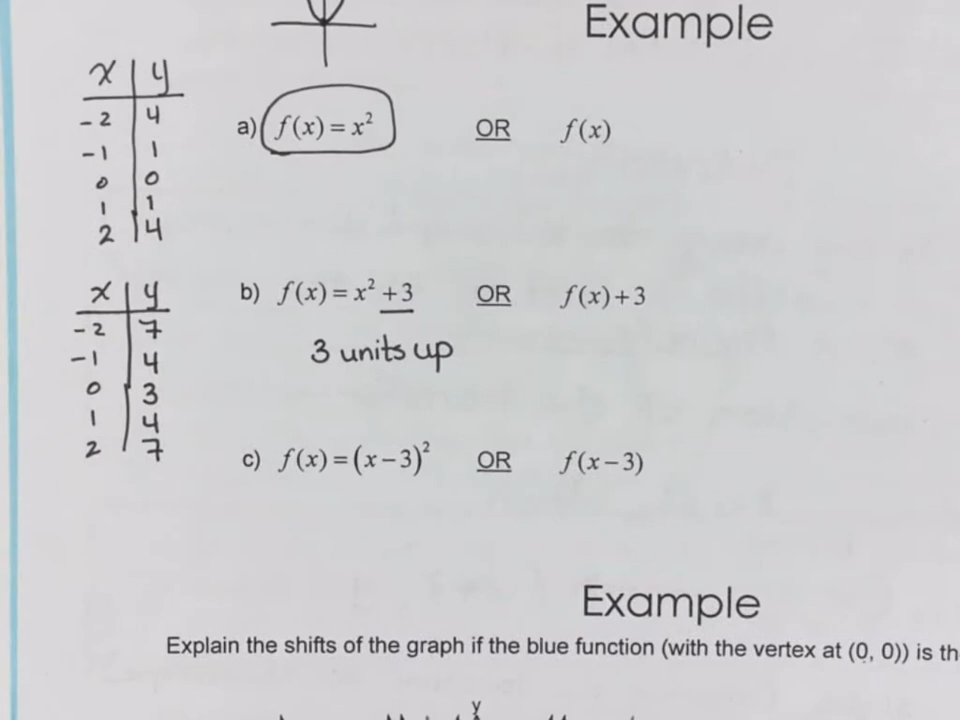 Example
x y
-2 4
-1 1
0 0
1 1
2 4
a) f(x) = x² OR f(x)
x y
-2 7
-1 4
0 3
1 4
2 7
b) f(x) = x² +3 OR f(x)+3
3 units up
c) f(x) = (x−3)² OR f(x−3)
Example
Explain the shifts of the graph if the blue function (with the vertex at (0, 0)) is th
y